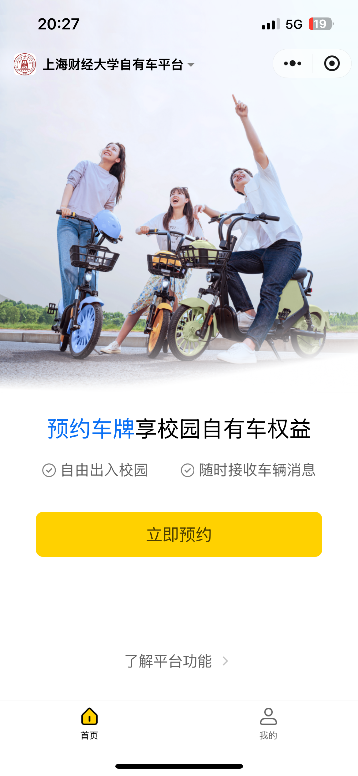 20:27
5G
19
上海财经大学自有车平台
预约车牌享校园自有车权益
自由出入校园
随时接收车辆消息
立即预约
了解平台功能
首页
我的